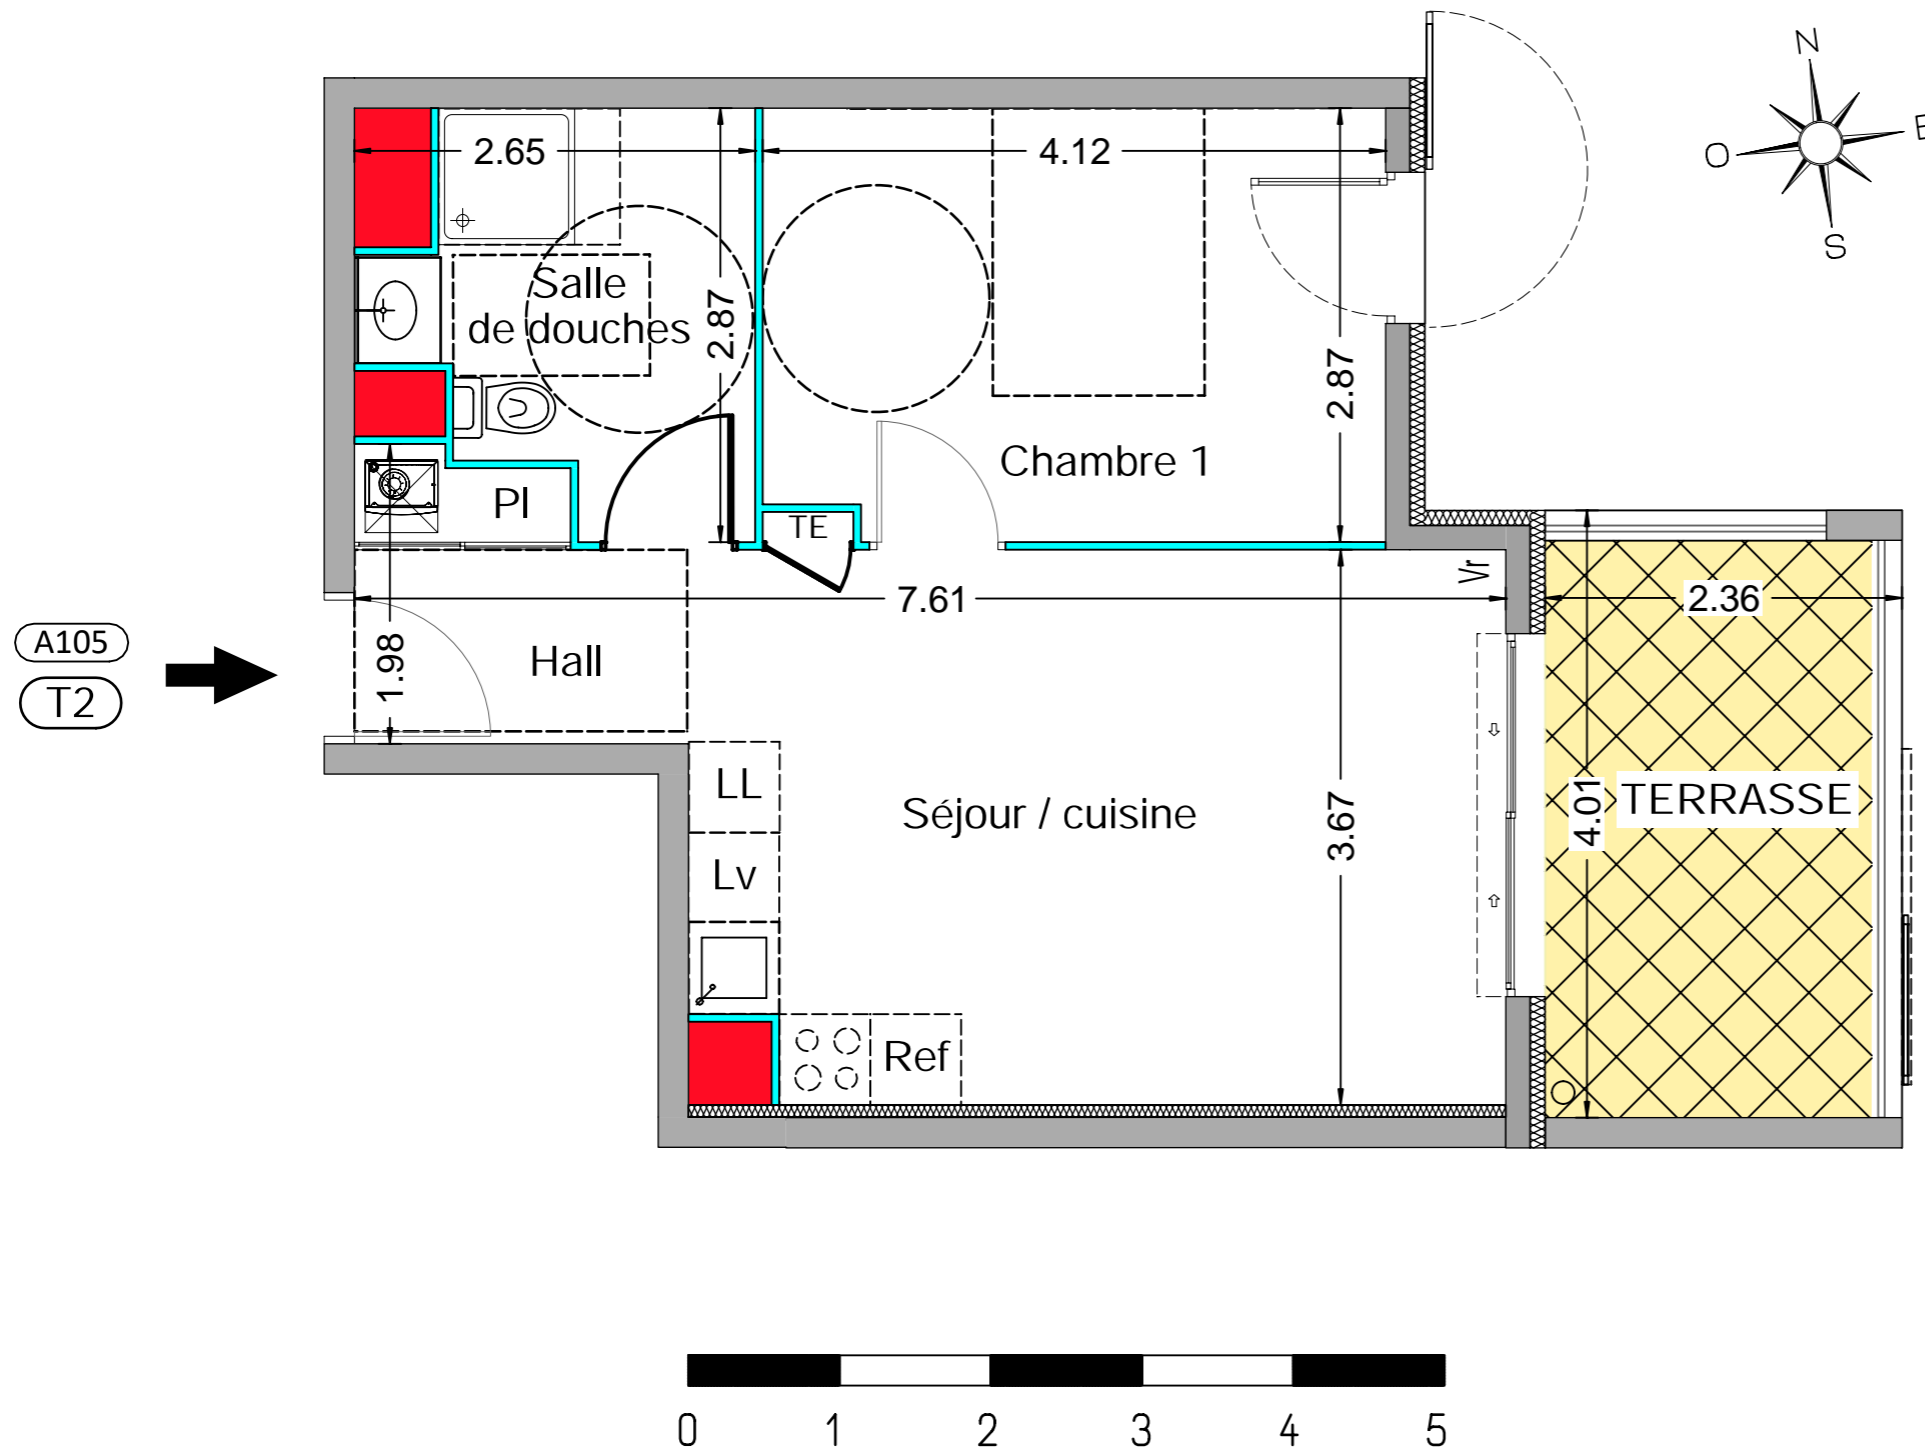 N
O
E
S
2.65
4.12
Salle
de douches
2.87
2.87
Chambre 1
Pl
TE
Vr
7.61
2.36
A105
T2
1.98
Hall
LL
Séjour / cuisine
3.67
4.01
TERRASSE
Lv
Ref
0 1 2 3 4 5